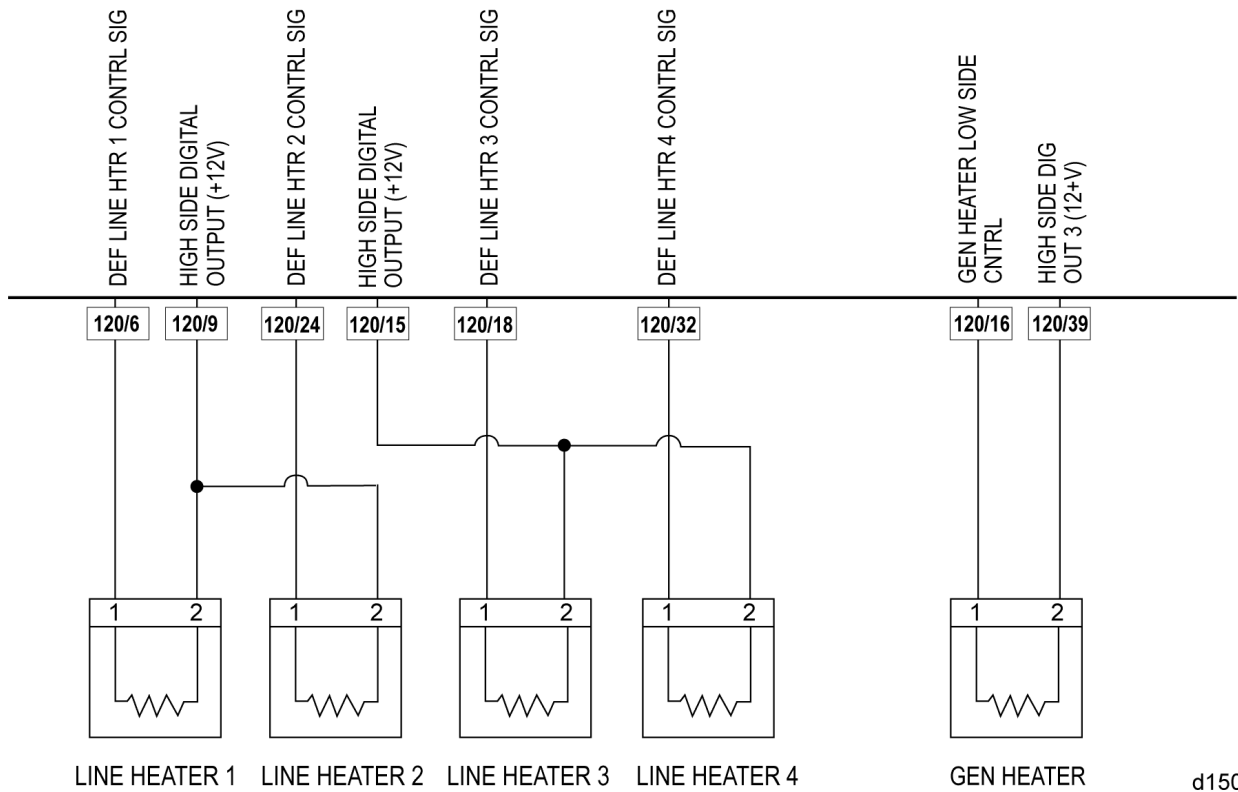 DEF LINE HTR 1 CONTRL SIG
HIGH SIDE DIGITAL
OUTPUT (+12V)
DEF LINE HTR 2 CONTRL SIG
HIGH SIDE DIGITAL
OUTPUT (+12V)
DEF LINE HTR 3 CONTRL SIG
DEF LINE HTR 4 CONTRL SIG
GEN HEATER LOW SIDE
CNTRL
HIGH SIDE DIG
OUT 3 (12+V)
120/6 120/9 120/24 120/15 120/18 120/32 120/16 120/39
1 2 1 2 1 2 1 2 1 2
LINE HEATER 1 LINE HEATER 2 LINE HEATER 3 LINE HEATER 4 GEN HEATER
d150